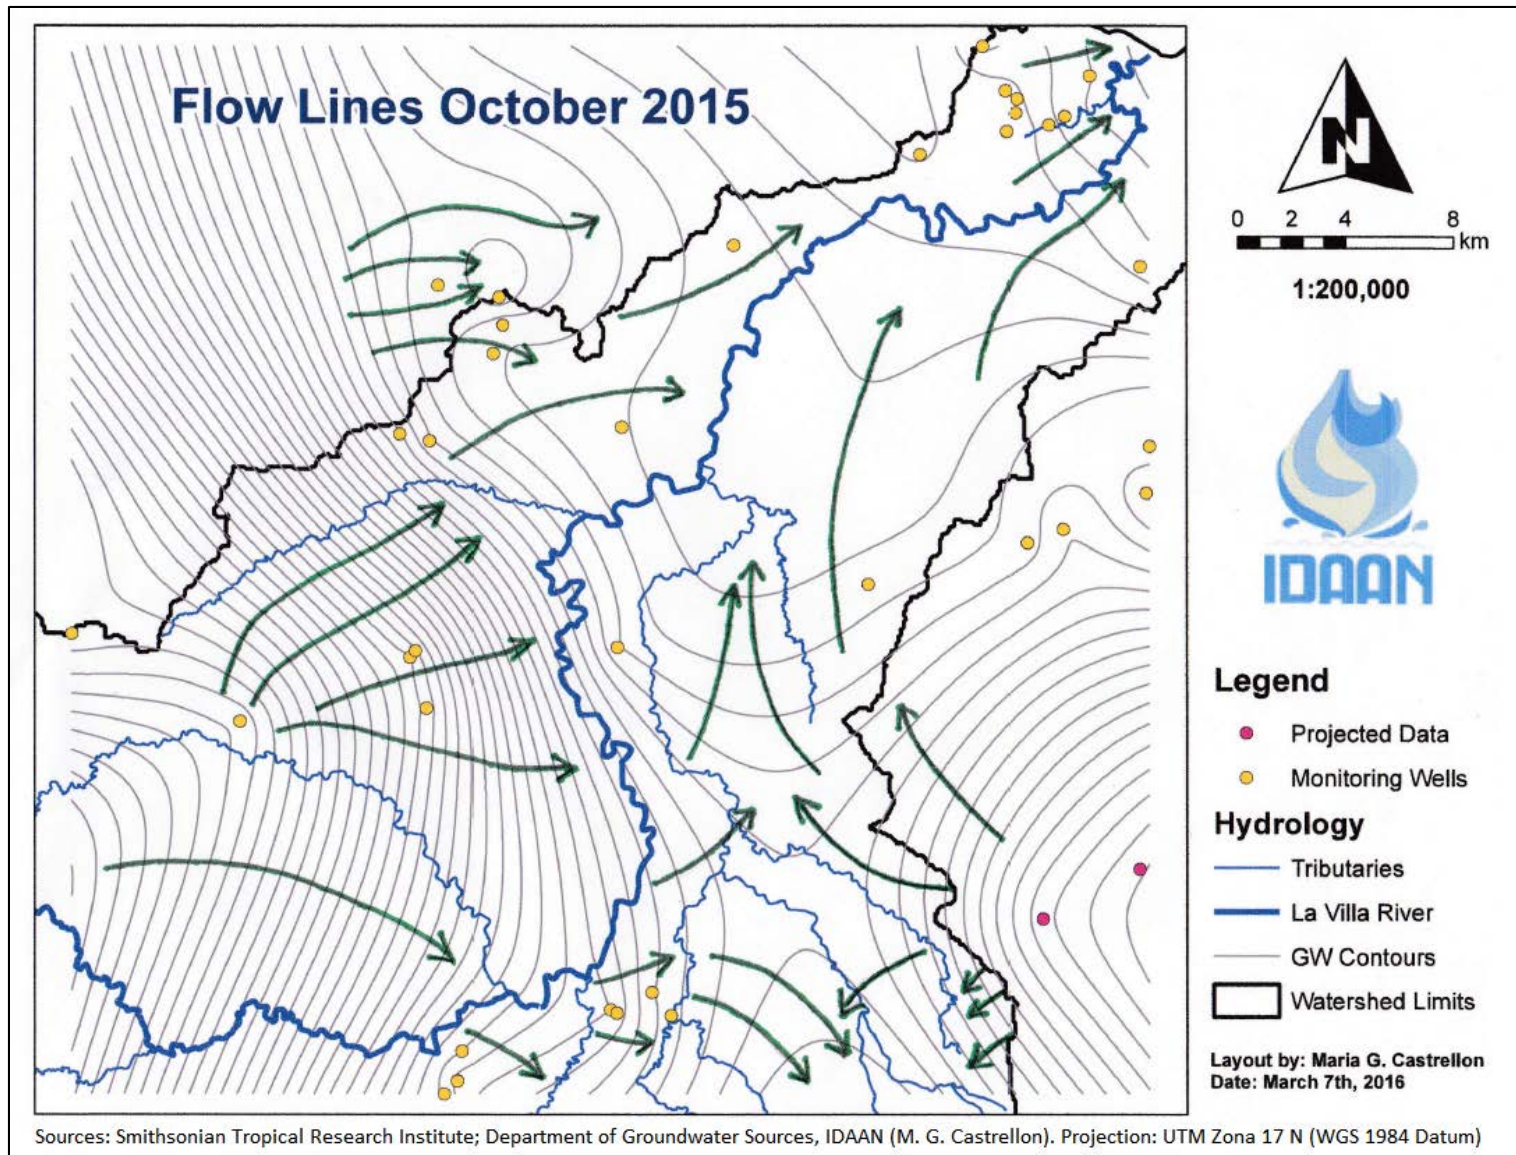 Flow Lines October 2015
N
0 2 4 8
km
1:200,000
IDAAN
Legend
Projected Data
Monitoring Wells
Hydrology
Tributaries
La Villa River
GW Contours
Watershed Limits
Layout by: Maria G. Castrellon
Date: March 7th, 2016
Sources: Smithsonian Tropical Research Institute; Department of Groundwater Sources, IDAAN (M. G. Castrellon). Projection: UTM Zona 17 N (WGS 1984 Datum)